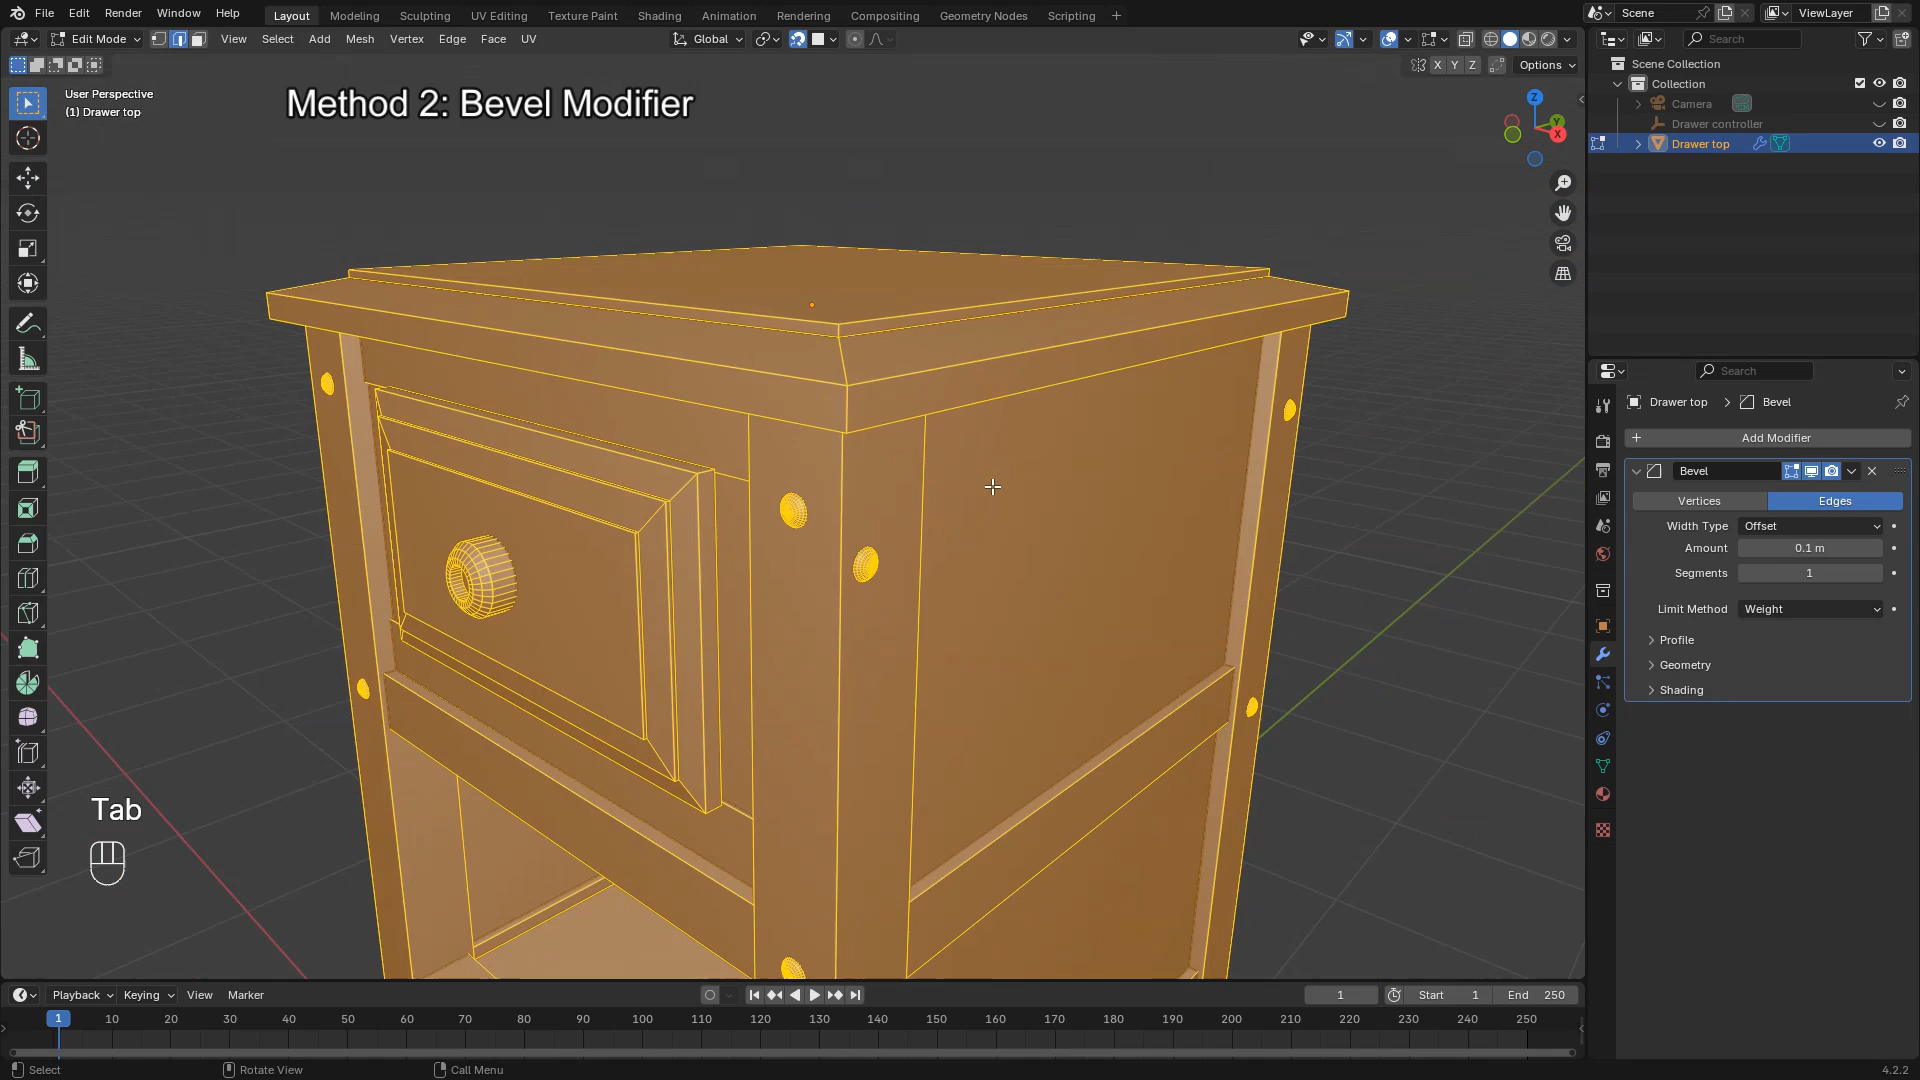 File Edit Render Window Help Layout Modeling Sculpting UV Editing Texture Paint Shading Animation Rendering Compositing Geometry Nodes Scripting Scene ViewLayer
Edit Mode View Select Add Mesh Vertex Edge Face UV Global Search
X Y Z Options
User Perspective
(1) Drawer top
Method 2: Bevel Modifier
Z
Y
X
Scene Collection
Collection
Camera
Drawer controller
Drawer top
Search
Drawer top Bevel
Add Modifier
Bevel
Vertices Edges
Width Type Offset
Amount 0.1 m
Segments 1
Limit Method Weight
Profile
Geometry
Shading
Tab
Playback Keying View Marker 1 Start 1 End 250
1 10 20 30 40 50 60 70 80 90 100 110 120 130 140 150 160 170 180 190 200 210 220 230 240 250
Select Rotate View Call Menu 4.2.2